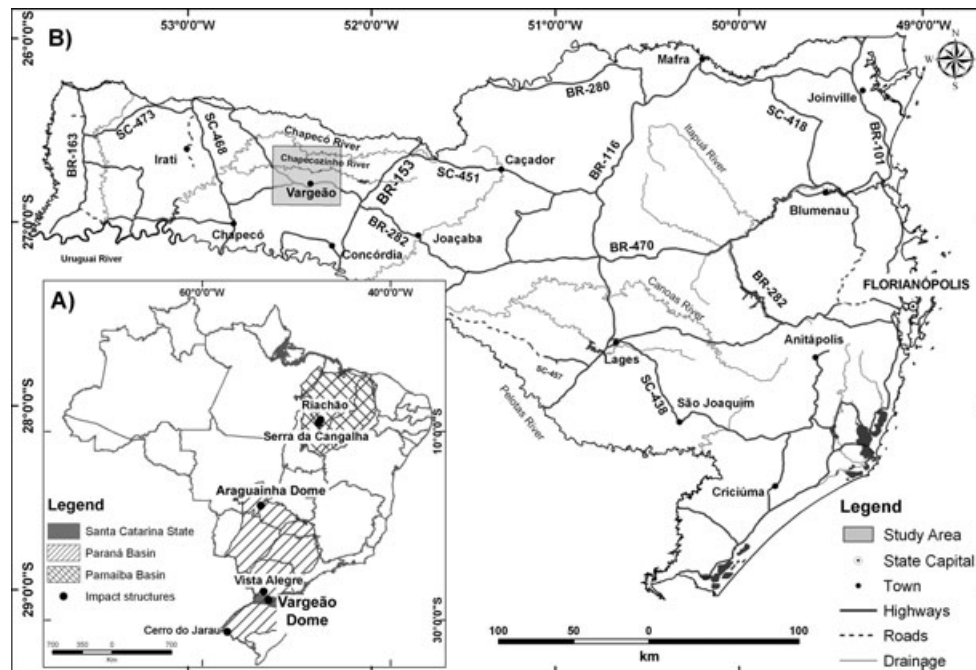 53°0'0"W
52°0'0"W
51°0'0"W
50°0'0"W
49°0'0"W
B)
26°0'0"S
27°0'0"S
28°0'0"S
29°0'0"S
N
W
E
S
Mafra
BR-280
Joinville
SC-418
BR-101
SC-473
BR-163
SC-468
Irati
Chapecó River
Chapecozinho River
Vargeão
BR-153
SC-451
Caçador
BR-116
Itapuá River
Blumenau
Chapecó
BR-282
Joaçaba
Concórdia
Uruguai River
BR-470
BR-282
Canoas River
FLORIANÓPOLIS
Anitápolis
Lages
SC-457
SC-438
São Joaquim
Pelotas River
Criciúma
A)
60°0'0"W
40°0'0"W
10°0'0"S
30°0'0"S
Riachão
Serra da Cangalha
Araguainha Dome
Vista Alegre
Vargeão
Dome
Cerro do Jarau
Legend
Santa Catarina State
Paraná Basin
Parnaíba Basin
Impact structures
700 350 0 700
Km
100 50 0 100
km
Legend
Study Area
State Capital
Town
Highways
Roads
Drainage